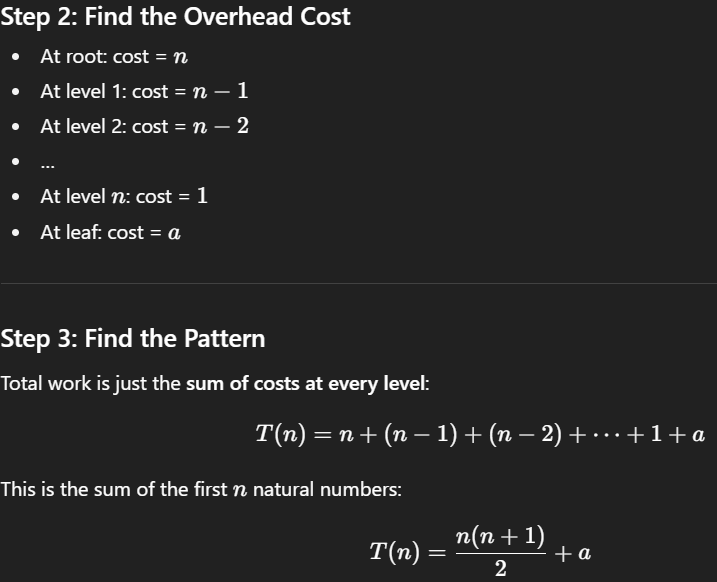 Step 2: Find the Overhead Cost
• At root: cost = n
• At level 1: cost = n − 1
• At level 2: cost = n − 2
• ...
• At level n: cost = 1
• At leaf: cost = a
Step 3: Find the Pattern
Total work is just the sum of costs at every level:
T(n) = n + (n − 1) + (n − 2) + ⋯ + 1 + a
This is the sum of the first n natural numbers:
T(n) = n(n + 1)/2 + a